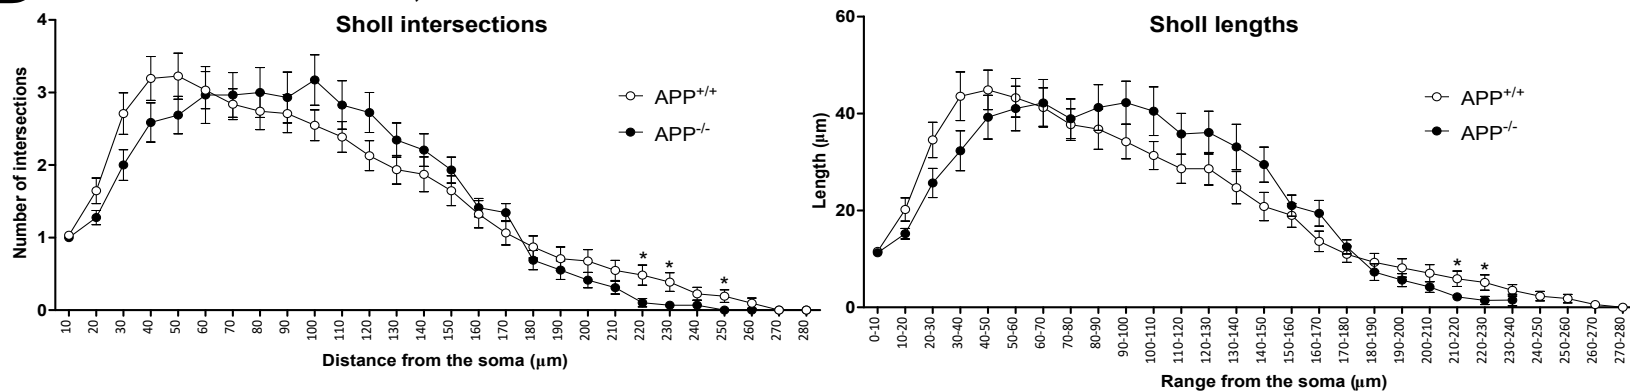 Sholl intersections
Number of intersections
4
3
2
1
0
APP+/+
APP-/-
* * *
10 20 30 40 50 60 70 80 90 100 110 120 130 140 150 160 170 180 190 200 210 220 230 240 250 260 270 280
Distance from the soma (µm)
Sholl lengths
Length (µm)
60
40
20
0
APP+/+
APP-/-
* *
0-10 10-20 20-30 30-40 40-50 50-60 60-70 70-80 80-90 90-100 100-110 110-120 120-130 130-140 140-150 150-160 160-170 170-180 180-190 190-200 200-210 210-220 220-230 230-240 240-250 250-260 260-270 270-280
Range from the soma (µm)